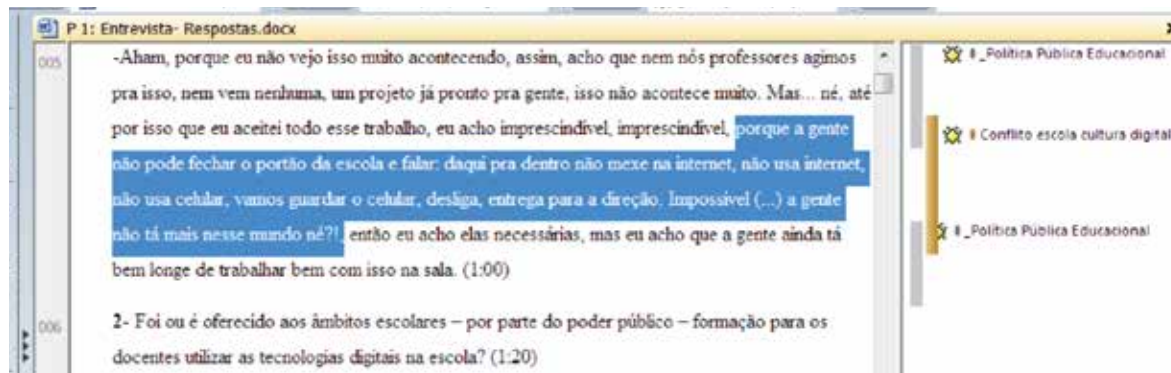 P 1: Entrevista- Respostas.docx
005
-Aham, porque eu não vejo isso muito acontecendo, assim, acho que nem nós professores agimos
pra isso, nem vem nenhuma, um projeto já pronto pra gente, isso não acontece muito. Mas... né, até
por isso que eu aceitei todo esse trabalho, eu acho imprescindível, imprescindível, porque a gente
não pode fechar o portão da escola e falar: daqui pra dentro não mexe na internet, não usa internet,
não usa celular, vamos guardar o celular, desliga, entrega para a direção. Impossível (...) a gente
não tá mais nesse mundo né?!, então eu acho elas necessárias, mas eu acho que a gente ainda tá
bem longe de trabalhar bem com isso na sala. (1:00)
006
2- Foi ou é oferecido aos âmbitos escolares – por parte do poder público – formação para os
docentes utilizar as tecnologias digitais na escola? (1:20)
_Política Pública Educacional
Conflito escola cultura digital
_Política Pública Educacional